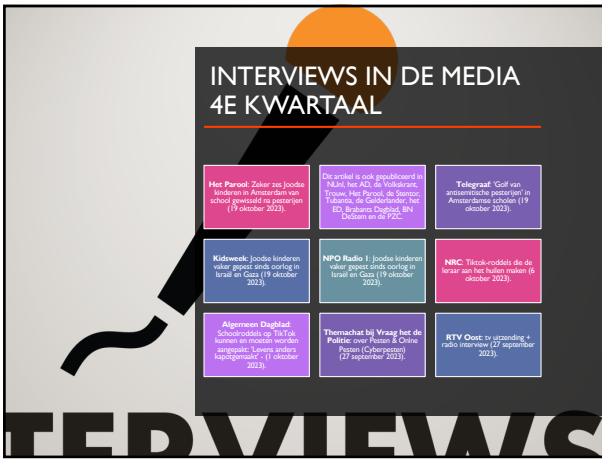 INTERVIEWS IN DE MEDIA
4E KWARTAAL
Het Parool: Zeker zes Joodse
kinderen in Amsterdam van
school gewisseld na pesterijen
(19 oktober 2023).
Dit artikel is ook gepubliceerd in
NUnl, het AD, de Volkskrant,
Trouw, Het Parool, de Stentor,
Tubantia, de Gelderlander, het
ED, Brabants Dagblad, BN
DeStem en de PZC.
Telegraaf: 'Golf van
antisemitische pesterijen' in
Amsterdamse scholen (19
oktober 2023).
Kidsweek: Joodse kinderen
vaker gepest sinds oorlog in
Israël en Gaza (19 oktober
2023).
NPO Radio 1: Joodse kinderen
vaker gepest sinds oorlog in
Israël en Gaza (19 oktober
2023).
NRC: Tiktok-roddels die de
leraar aan het huilen maken (6
oktober 2023).
Algemeen Dagblad:
Schoolroddels op TikTok
kunnen en moeten worden
aangepakt: 'Levens anders
kapotgemaakt' - (1 oktober
2023).
Themachat bij Vraag het de
Politie: over Pesten & Online
Pesten (Cyberpesten)
(27 september 2023).
RTV Oost: tv uitzending +
radio interview (27 september
2023).
TERVIEWS